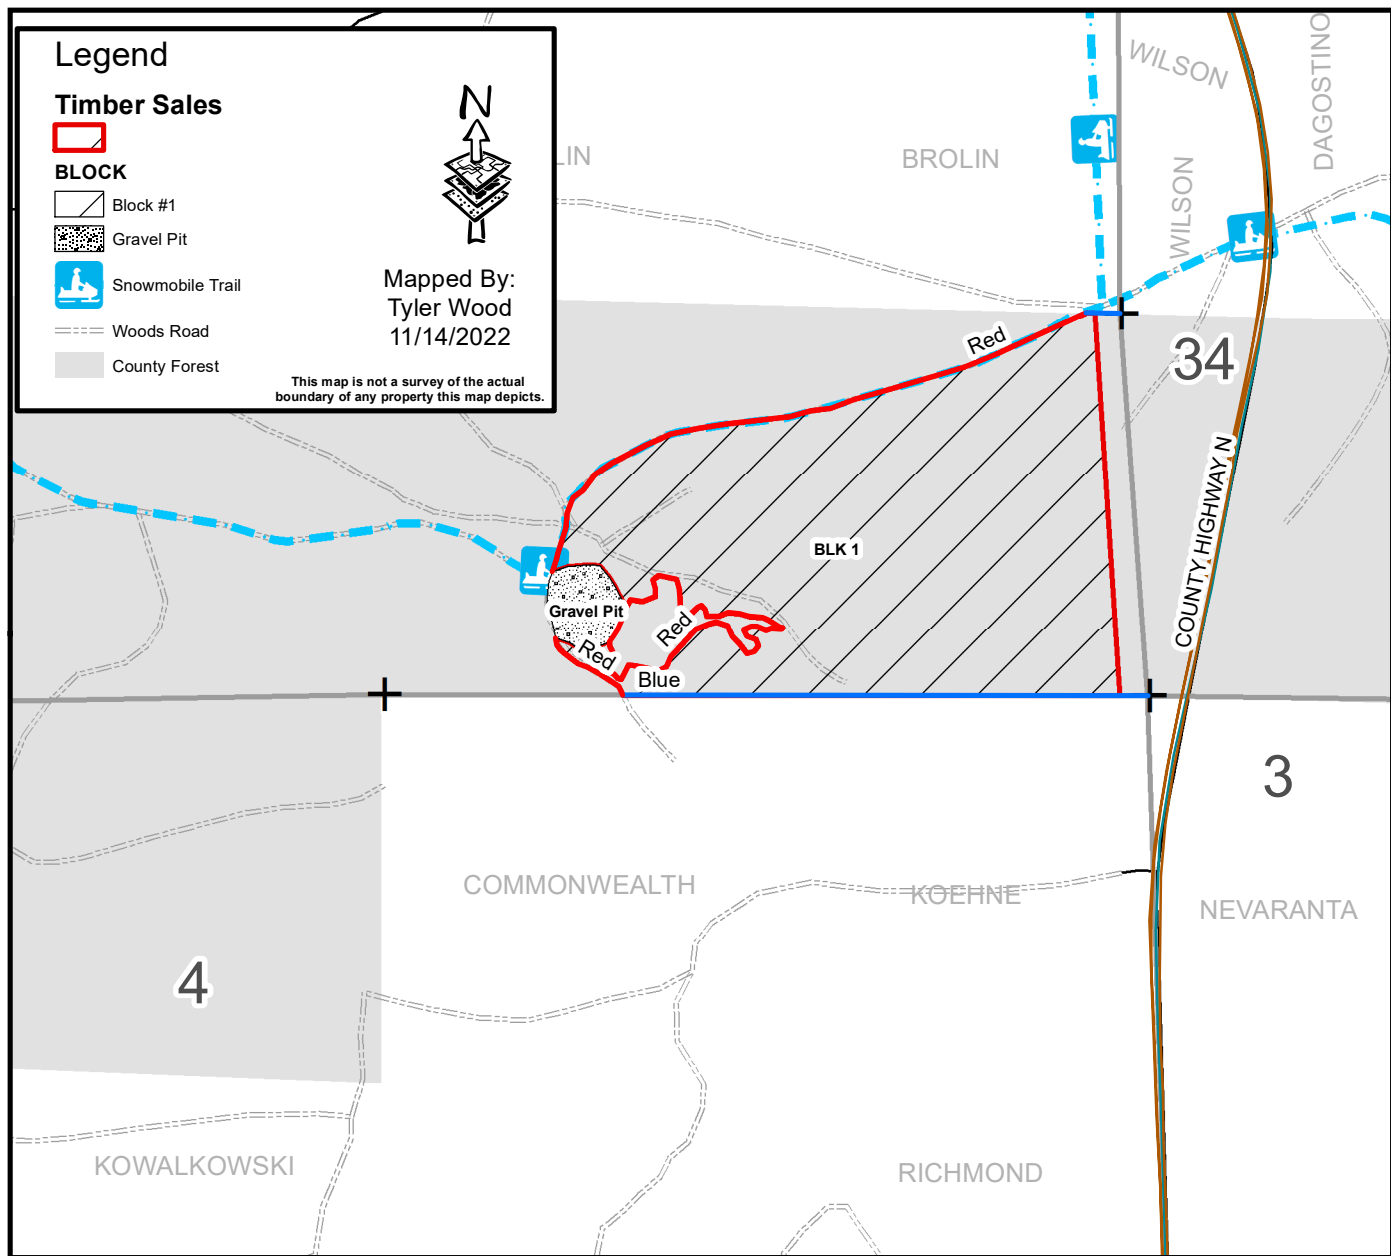 Legend
Timber Sales
BLOCK
Block #1
Gravel Pit
Snowmobile Trail
Woods Road
County Forest
N
Mapped By:
Tyler Wood
11/14/2022
This map is not a survey of the actual
boundary of any property this map depicts.
LIN
BROLIN
WILSON
WILSON
DAGOSTINO
Red
34
COUNTY HIGHWAY N
BLK 1
Gravel Pit
Red
Red
Blue
3
COMMONWEALTH
KOEHNE
NEVARANTA
4
KOWALKOWSKI
RICHMOND